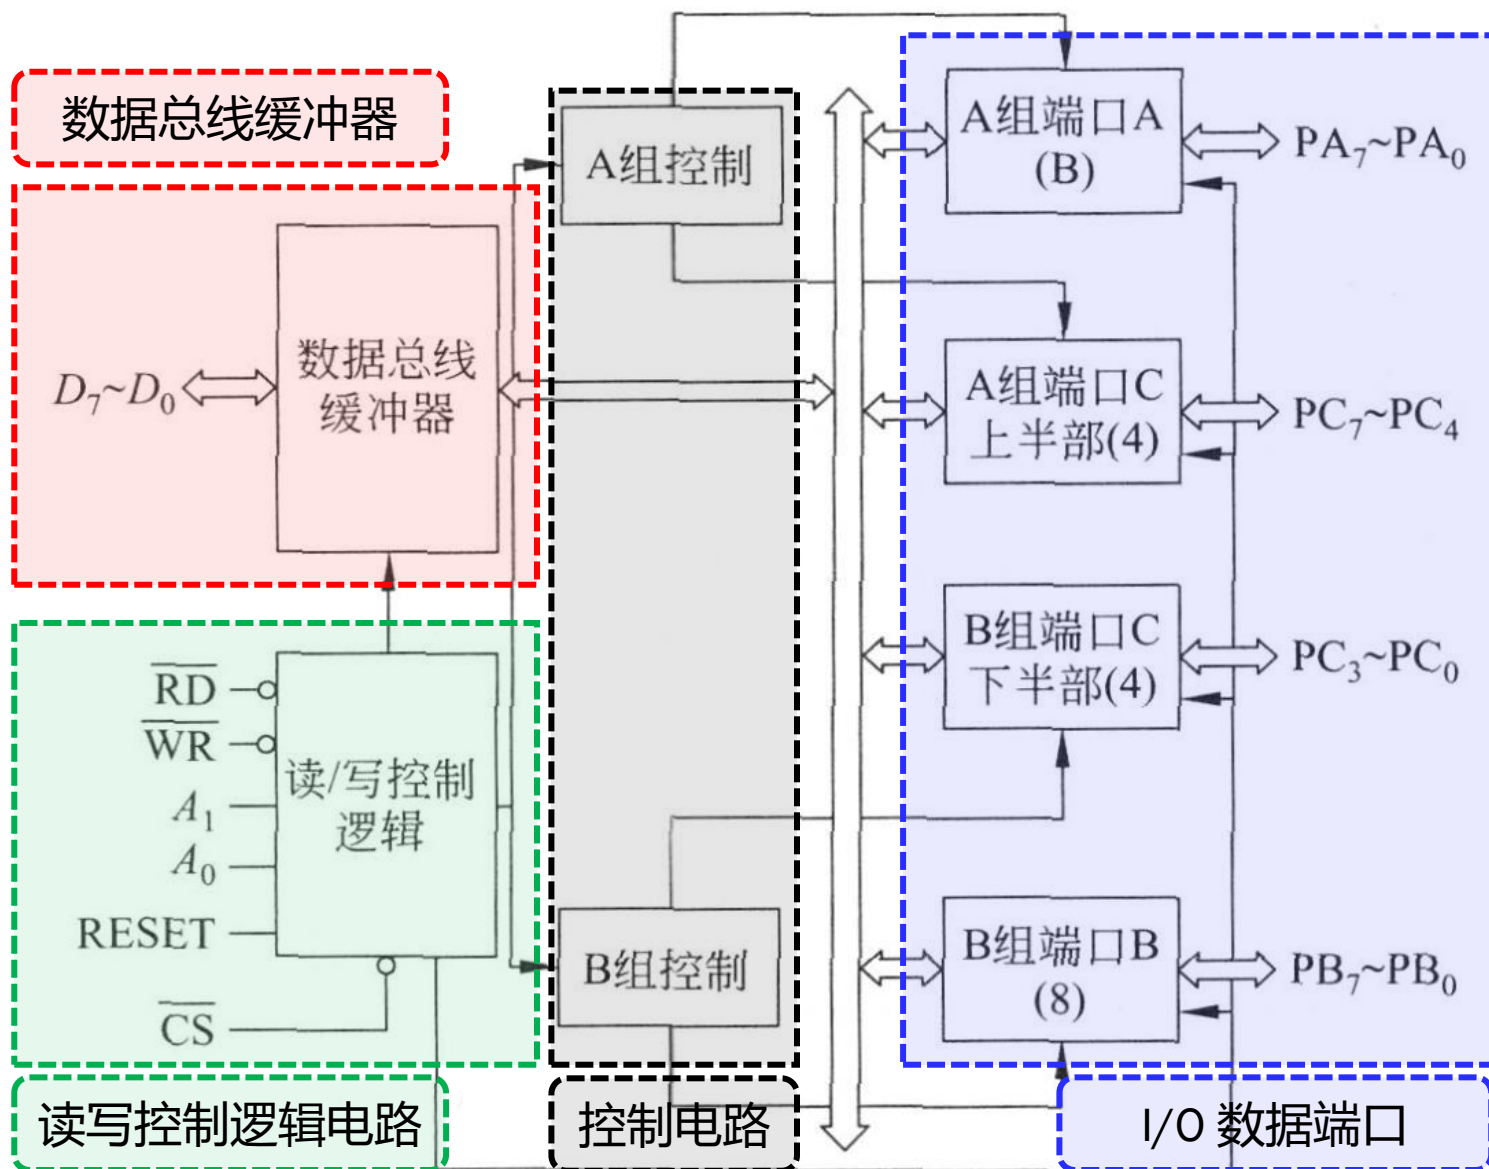 数据总线缓冲器
A组控制
A组端口A
(B)
PA₇~PA₀
D₇~D₀
数据总线
缓冲器
A组端口C
上半部(4)
PC₇~PC₄
B组端口C
下半部(4)
PC₃~PC₀
R̅D̅
W̅R̅
A₁
A₀
RESET
C̅S̅
读/写控制
逻辑
B组控制
B组端口B
(8)
PB₇~PB₀
读写控制逻辑电路
控制电路
I/O 数据端口